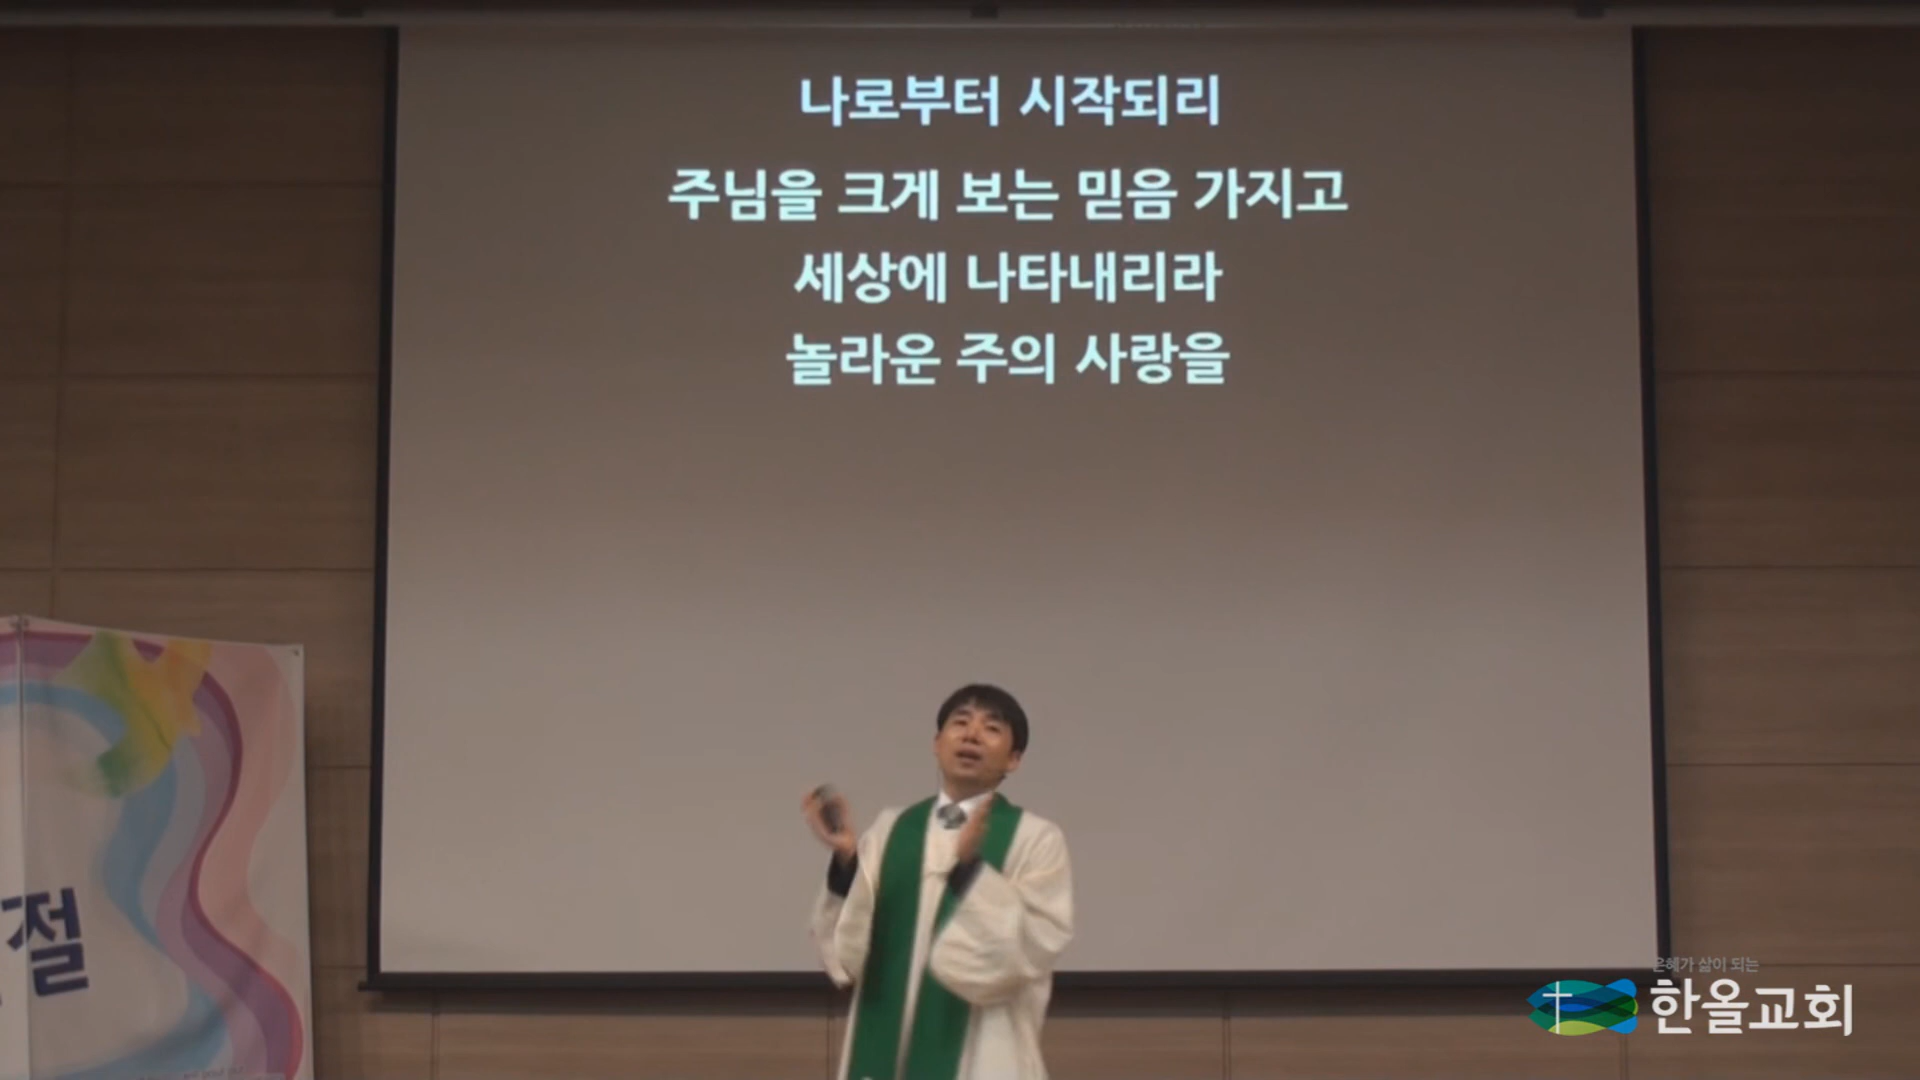 나로부터 시작되리
주님을 크게 보는 믿음 가지고
세상에 나타내리라
놀라운 주의 사랑을
절
은혜가 삶이 되는
한올교회